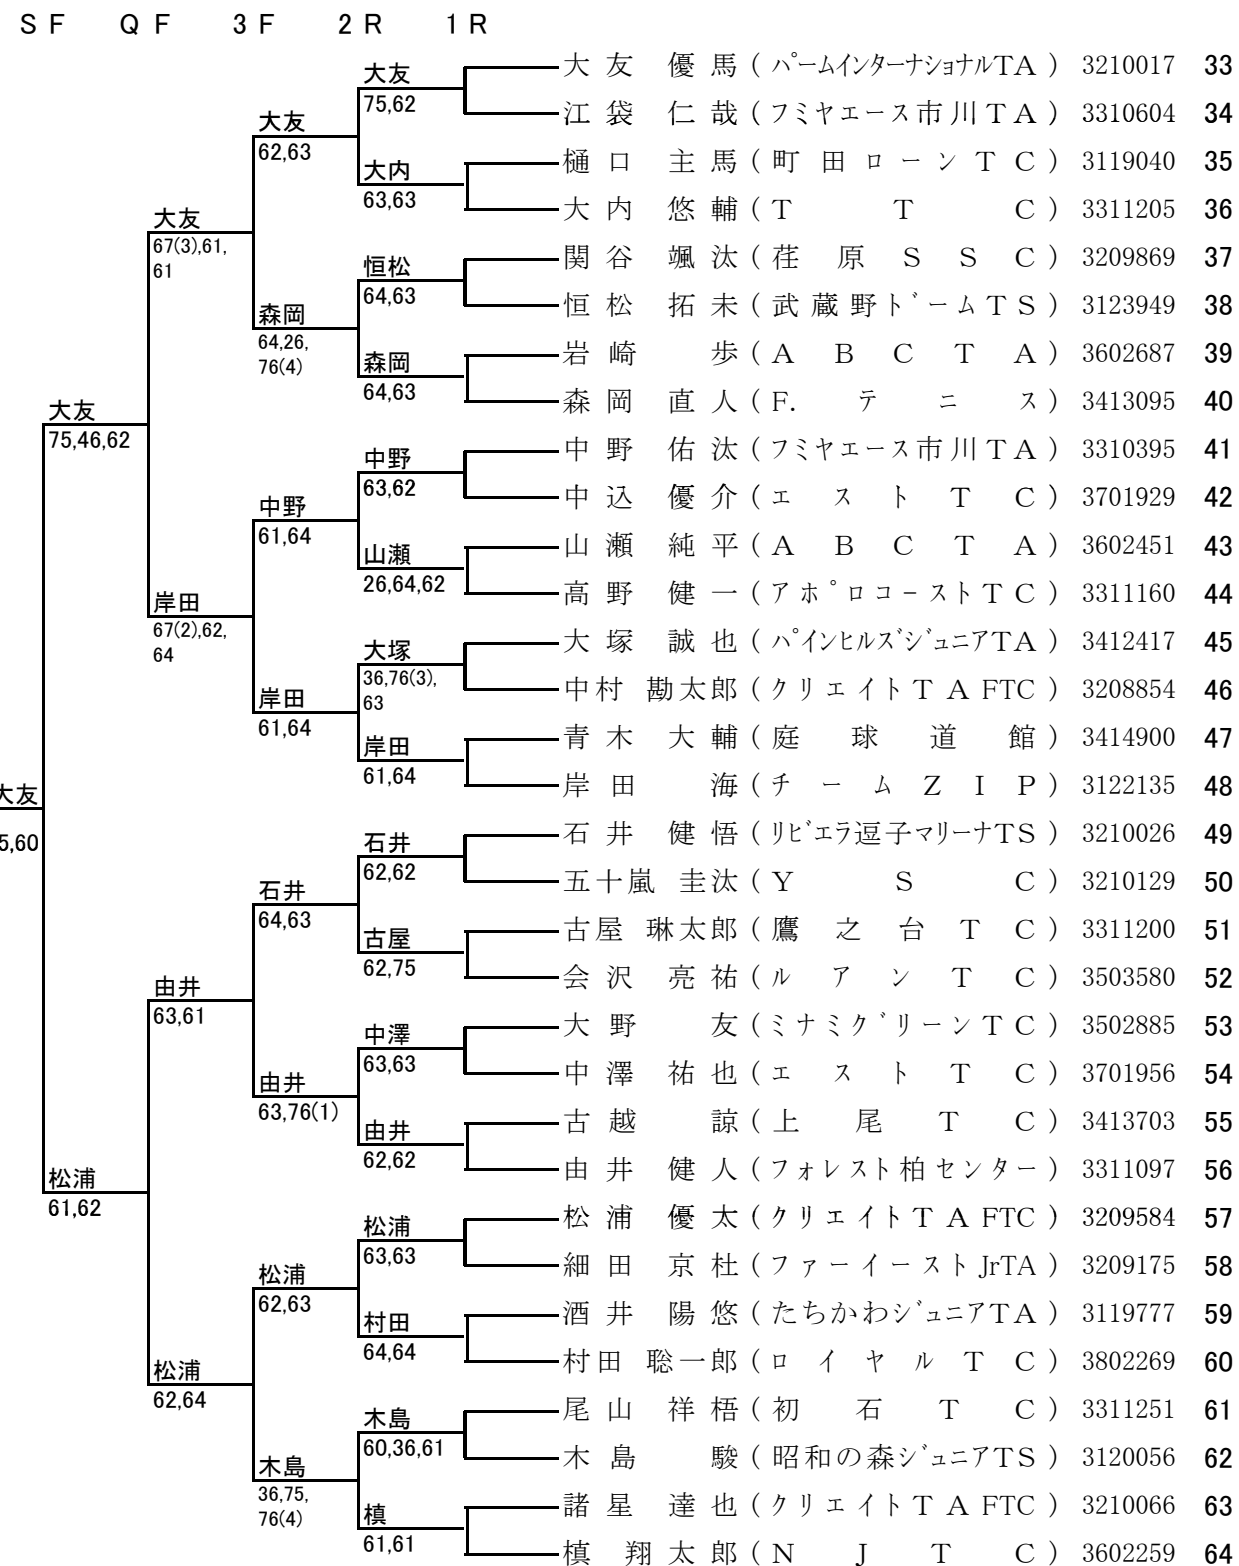 SF QF 3F 2R 1R
大友 優馬 (パームインターナショナルTA) 3210017 33
大友
75,62
江袋 仁哉 (フミヤエース市川TA) 3310604 34
大友
62,63
樋口 主馬 (町田ローンTC) 3119040 35
大内
63,63
大内 悠輔 (TTC) 3311205 36
大友
67(3),61,
61
関谷 颯汰 (荏原SSC) 3209869 37
恒松
64,63
恒松 拓未 (武蔵野ドームTS) 3123949 38
森岡
64,26,
76(4)
岩崎 歩 (ABCTA) 3602687 39
森岡
64,63
森岡 直人 (F.テニス) 3413095 40
大友
75,46,62
中野 佑汰 (フミヤエース市川TA) 3310395 41
中野
63,62
中込 優介 (エストTC) 3701929 42
中野
61,64
山瀬 純平 (ABCTA) 3602451 43
山瀬
26,64,62
高野 健一 (アポロコーストTC) 3311160 44
岸田
67(2),62,
64
大塚 誠也 (パインヒルズジュニアTA) 3412417 45
大塚
36,76(3),
63
中村 勘太郎 (クリエイトTA FTC) 3208854 46
岸田
61,64
青木 大輔 (庭球道館) 3414900 47
岸田
61,64
岸田 海 (チームZIP) 3122135 48
大友
5,60
石井 健悟 (リビエラ逗子マリーナTS) 3210026 49
石井
62,62
五十嵐 圭汰 (YSC) 3210129 50
石井
64,63
古屋 琳太郎 (鷹之台TC) 3311200 51
古屋
62,75
会沢 亮祐 (ルアンTC) 3503580 52
由井
63,61
大野 友 (ミナミグリーンTC) 3502885 53
中澤
63,63
中澤 祐也 (エストTC) 3701956 54
由井
63,76(1)
古越 諒 (上尾TC) 3413703 55
由井
62,62
由井 健人 (フォレスト柏センター) 3311097 56
松浦
61,62
松浦 優太 (クリエイトTA FTC) 3209584 57
松浦
63,63
細田 京杜 (ファーイーストJrTA) 3209175 58
松浦
62,63
酒井 陽悠 (たちかわジュニアTA) 3119777 59
村田
64,64
村田 聡一郎 (ロイヤルTC) 3802269 60
松浦
62,64
尾山 祥梧 (初石TC) 3311251 61
木島
60,36,61
木島 駿 (昭和の森ジュニアTS) 3120056 62
木島
36,75,
76(4)
諸星 達也 (クリエイトTA FTC) 3210066 63
槙
61,61
槙 翔太郎 (NJTC) 3602259 64